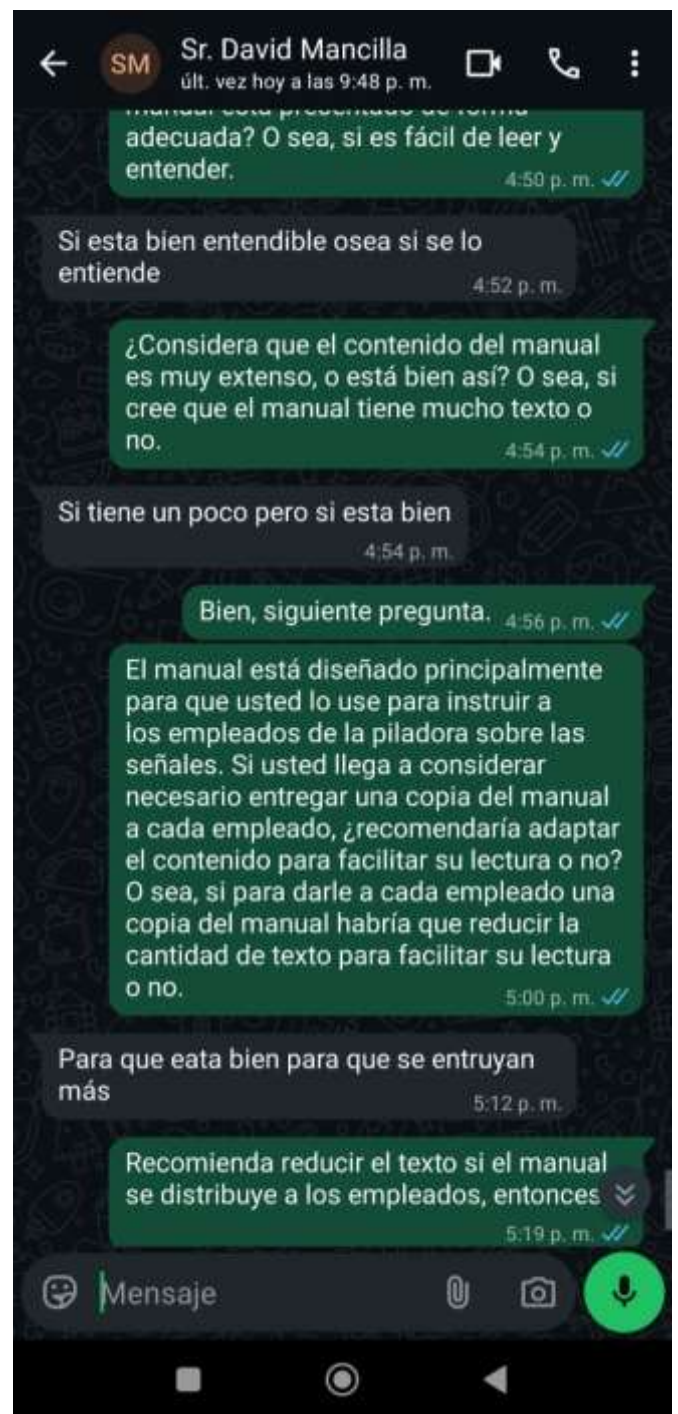 SM
Sr. David Mancilla
últ. vez hoy a las 9:48 p. m.
adecuada? O sea, si es fácil de leer y
entender.
4:50 p. m.
Si esta bien entendible osea si se lo
entiende
4:52 p. m.
¿Considera que el contenido del manual
es muy extenso, o está bien así? O sea, si
cree que el manual tiene mucho texto o
no.
4:54 p. m.
Si tiene un poco pero si esta bien
4:54 p. m.
Bien, siguiente pregunta.
4:56 p. m.
El manual está diseñado principalmente
para que usted lo use para instruir a
los empleados de la piladora sobre las
señales. Si usted llega a considerar
necesario entregar una copia del manual
a cada empleado, ¿recomendaría adaptar
el contenido para facilitar su lectura o no?
O sea, si para darle a cada empleado una
copia del manual habría que reducir la
cantidad de texto para facilitar su lectura
o no.
5:00 p. m.
Para que eata bien para que se entruyan
más
5:12 p. m.
Recomienda reducir el texto si el manual
se distribuye a los empleados, entonces
5:19 p. m.
Mensaje